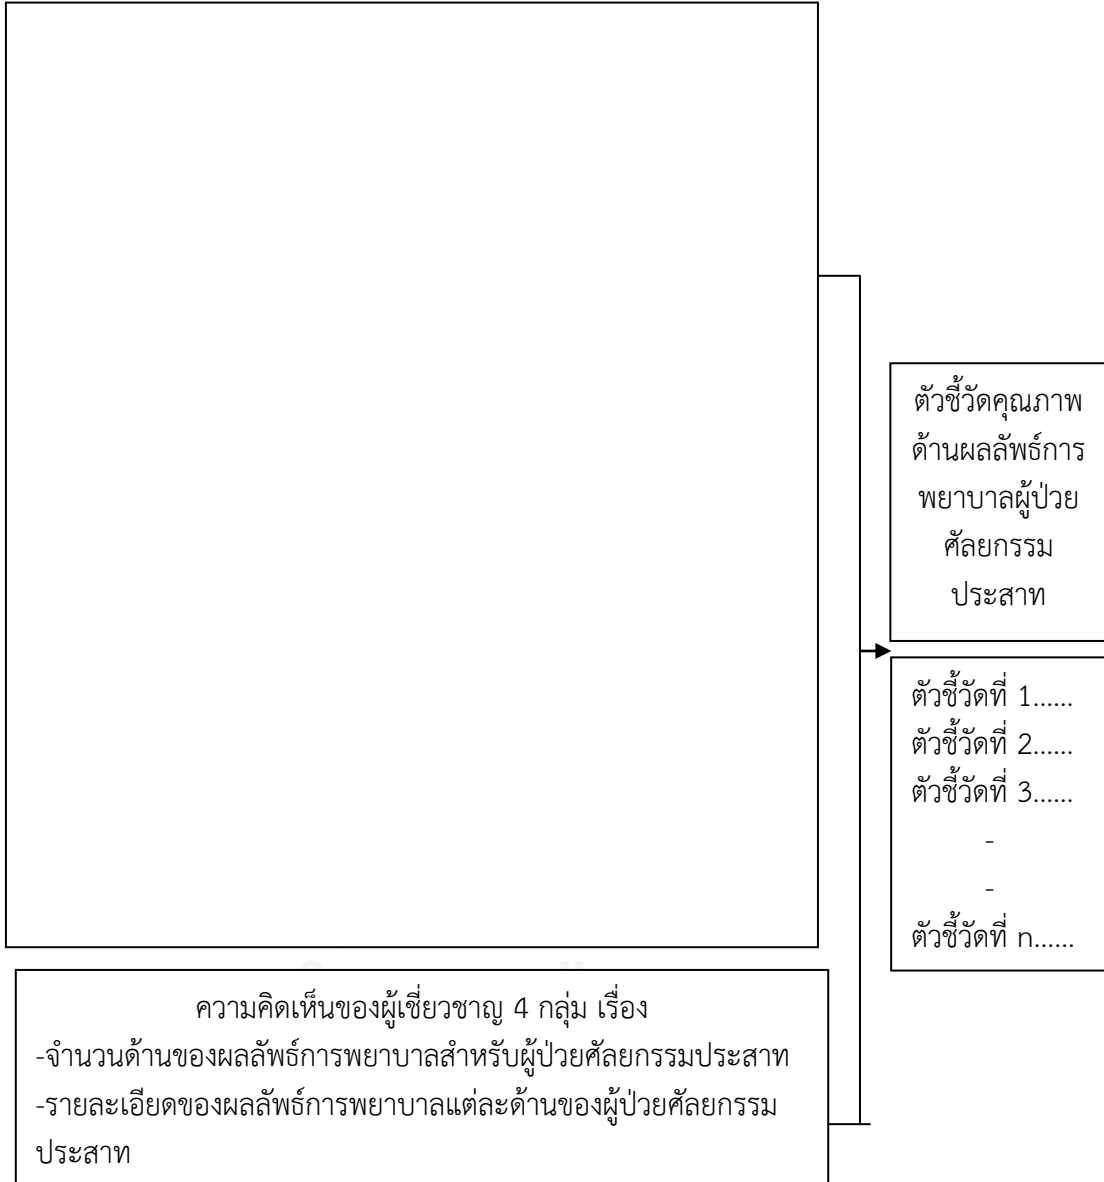 ตัวชี้วัดคุณภาพ
ด้านผลลัพธ์การ
พยาบาลผู้ป่วย
ศัลยกรรม
ประสาท
ตัวชี้วัดที่ 1......
ตัวชี้วัดที่ 2......
ตัวชี้วัดที่ 3......
-
-
ตัวชี้วัดที่ n......
ความคิดเห็นของผู้เชี่ยวชาญ 4 กลุ่ม เรื่อง
-จำนวนด้านของผลลัพธ์การพยาบาลสำหรับผู้ป่วยศัลยกรรมประสาท
-รายละเอียดของผลลัพธ์การพยาบาลแต่ละด้านของผู้ป่วยศัลยกรรม
ประสาท